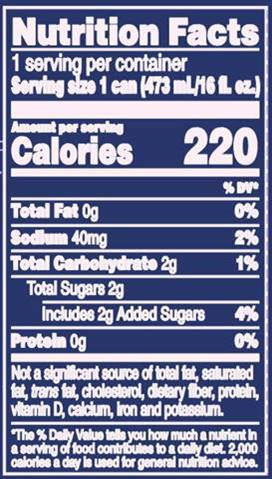 Nutrition Facts
1 serving per container
Serving size 1 can (473 mL/16 fl. oz.)
Amount per serving
Calories 220
% DV*
Total Fat 0g 0%
Sodium 40mg 2%
Total Carbohydrate 2g 1%
Total Sugars 2g
Includes 2g Added Sugars 4%
Protein 0g 0%
Not a significant source of total fat, saturated
fat, trans fat, cholesterol, dietary fiber, protein,
vitamin D, calcium, iron and potassium.
*The % Daily Value tells you how much a nutrient in
a serving of food contributes to a daily diet. 2,000
calories a day is used for general nutrition advice.